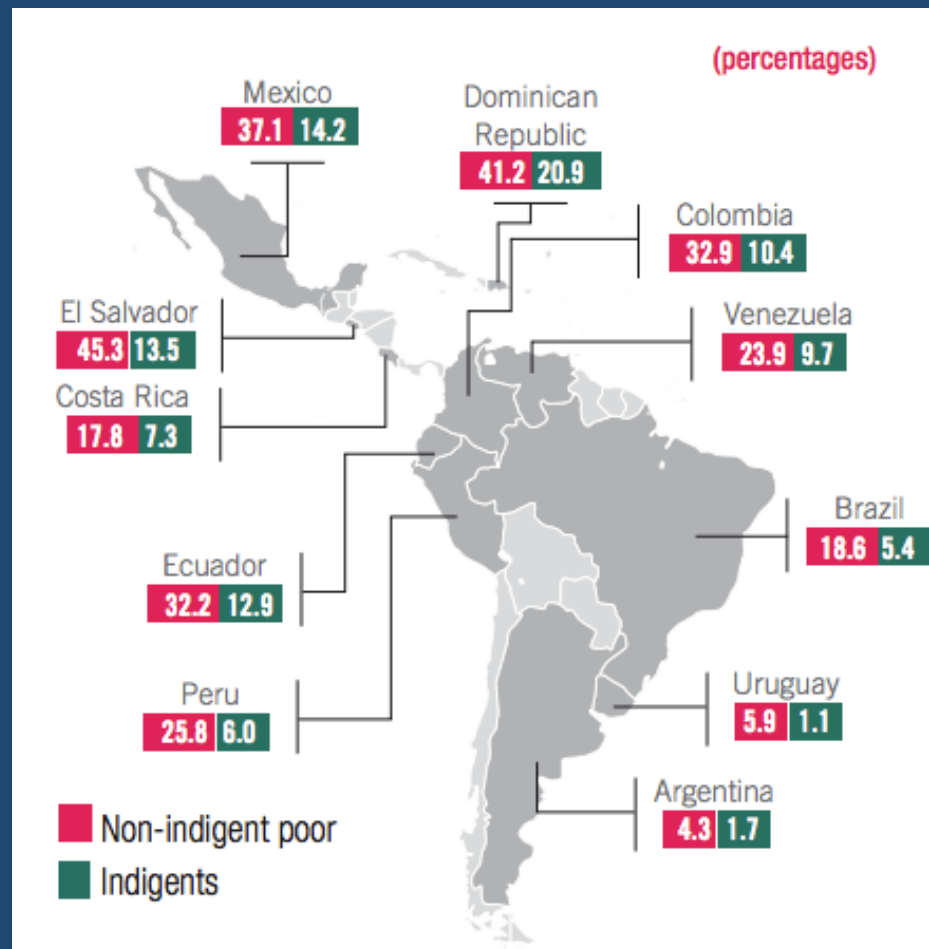 (percentages)
Mexico
37.1 14.2
Dominican
Republic
41.2 20.9
Colombia
32.9 10.4
El Salvador
45.3 13.5
Venezuela
23.9 9.7
Costa Rica
17.8 7.3
Brazil
18.6 5.4
Ecuador
32.2 12.9
Peru
25.8 6.0
Uruguay
5.9 1.1
Argentina
4.3 1.7
Non-indigent poor
Indigents